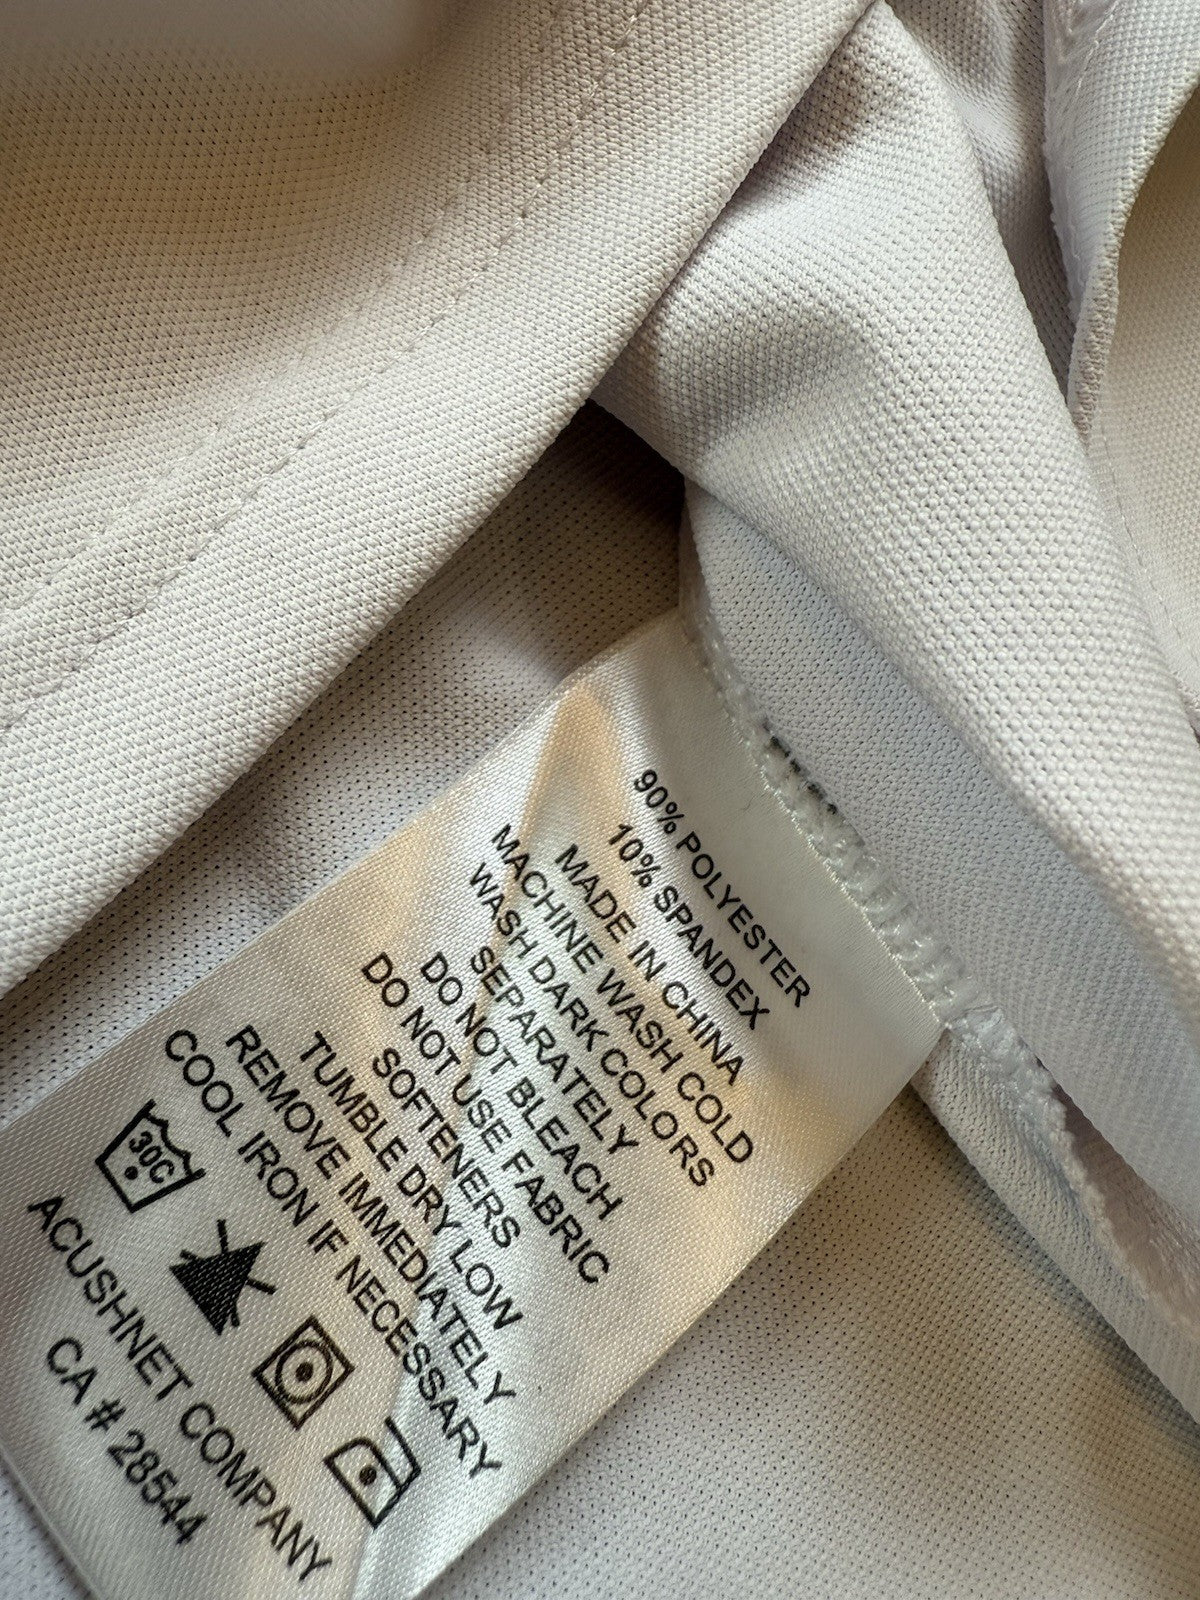 90% POLYESTER
10% SPANDEX
MADE IN CHINA
MACHINE WASH COLD
WASH DARK COLORS
SEPARATELY
DO NOT BLEACH
DO NOT USE FABRIC
SOFTENERS
TUMBLE DRY LOW
REMOVE IMMEDIATELY
COOL IRON IF NECESSARY
30C
ACUSHNET COMPANY
CA # 28544